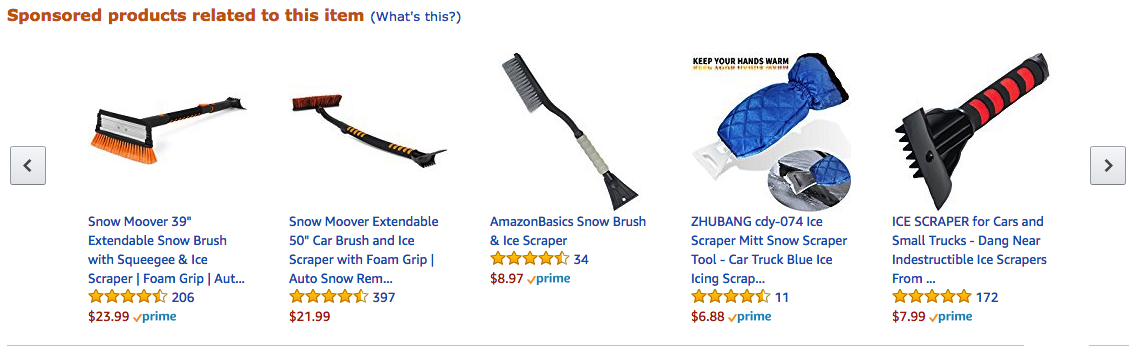 Sponsored products related to this item (What's this?)
KEEP YOUR HANDS WARM
Snow Moover 39"
Extendable Snow Brush
with Squeegee & Ice
Scraper | Foam Grip | Aut...
206
$23.99 prime
Snow Moover Extendable
50" Car Brush and Ice
Scraper with Foam Grip |
Auto Snow Rem...
397
$21.99
AmazonBasics Snow Brush
& Ice Scraper
34
$8.97 prime
ZHUBANG cdy-074 Ice
Scraper Mitt Snow Scraper
Tool - Car Truck Blue Ice
Icing Scrap...
11
$6.88 prime
ICE SCRAPER for Cars and
Small Trucks - Dang Near
Indestructible Ice Scrapers
From ...
172
$7.99 prime